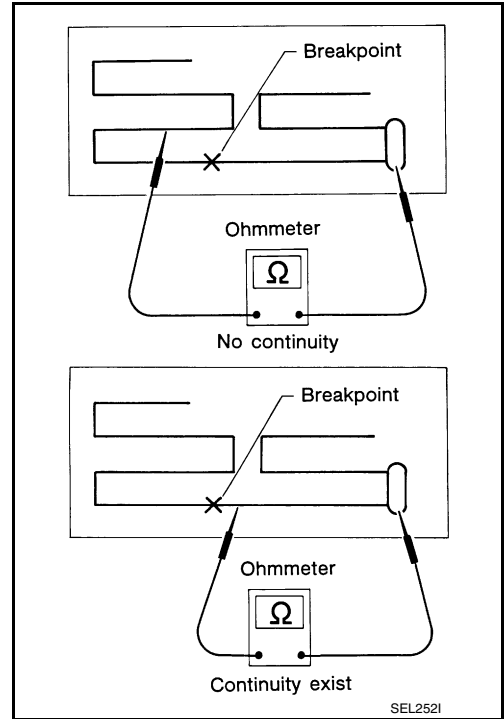 Breakpoint
Ohmmeter
Ω
No continuity
Breakpoint
Ohmmeter
Ω
Continuity exist
SEL252I